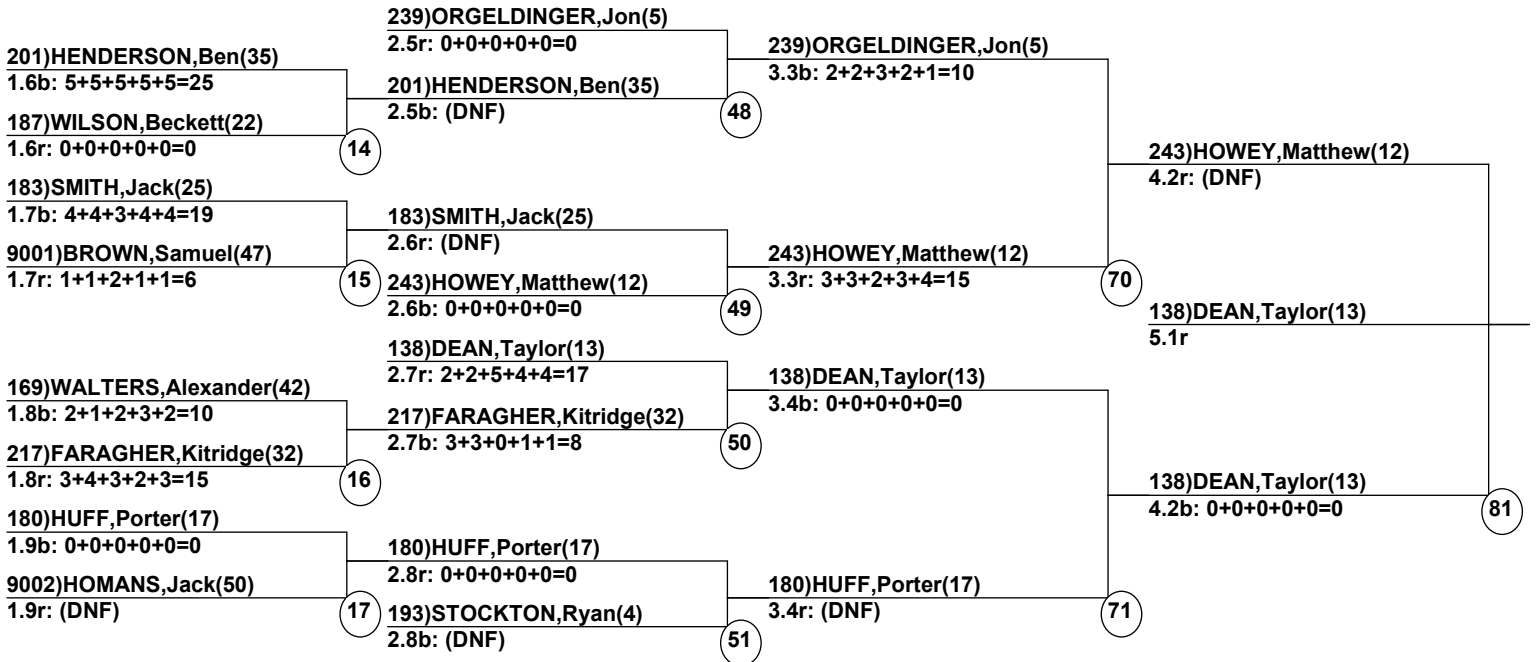 201)HENDERSON,Ben(35)
1.6b: 5+5+5+5+5=25
187)WILSON,Beckett(22)
1.6r: 0+0+0+0+0=0
14
183)SMITH,Jack(25)
1.7b: 4+4+3+4+4=19
9001)BROWN,Samuel(47)
1.7r: 1+1+2+1+1=6
15
169)WALTERS,Alexander(42)
1.8b: 2+1+2+3+2=10
217)FARAGHER,Kitridge(32)
1.8r: 3+4+3+2+3=15
16
180)HUFF,Porter(17)
1.9b: 0+0+0+0+0=0
9002)HOMANS,Jack(50)
1.9r: (DNF)
17
239)ORGELDINGER,Jon(5)
2.5r: 0+0+0+0+0=0
201)HENDERSON,Ben(35)
2.5b: (DNF)
48
183)SMITH,Jack(25)
2.6r: (DNF)
243)HOWEY,Matthew(12)
2.6b: 0+0+0+0+0=0
49
138)DEAN,Taylor(13)
2.7r: 2+2+5+4+4=17
217)FARAGHER,Kitridge(32)
2.7b: 3+3+0+1+1=8
50
180)HUFF,Porter(17)
2.8r: 0+0+0+0+0=0
193)STOCKTON,Ryan(4)
2.8b: (DNF)
51
239)ORGELDINGER,Jon(5)
3.3b: 2+2+3+2+1=10
243)HOWEY,Matthew(12)
3.3r: 3+3+2+3+4=15
70
138)DEAN,Taylor(13)
3.4b: 0+0+0+0+0=0
180)HUFF,Porter(17)
3.4r: (DNF)
71
243)HOWEY,Matthew(12)
4.2r: (DNF)
138)DEAN,Taylor(13)
5.1r
138)DEAN,Taylor(13)
4.2b: 0+0+0+0+0=0
81